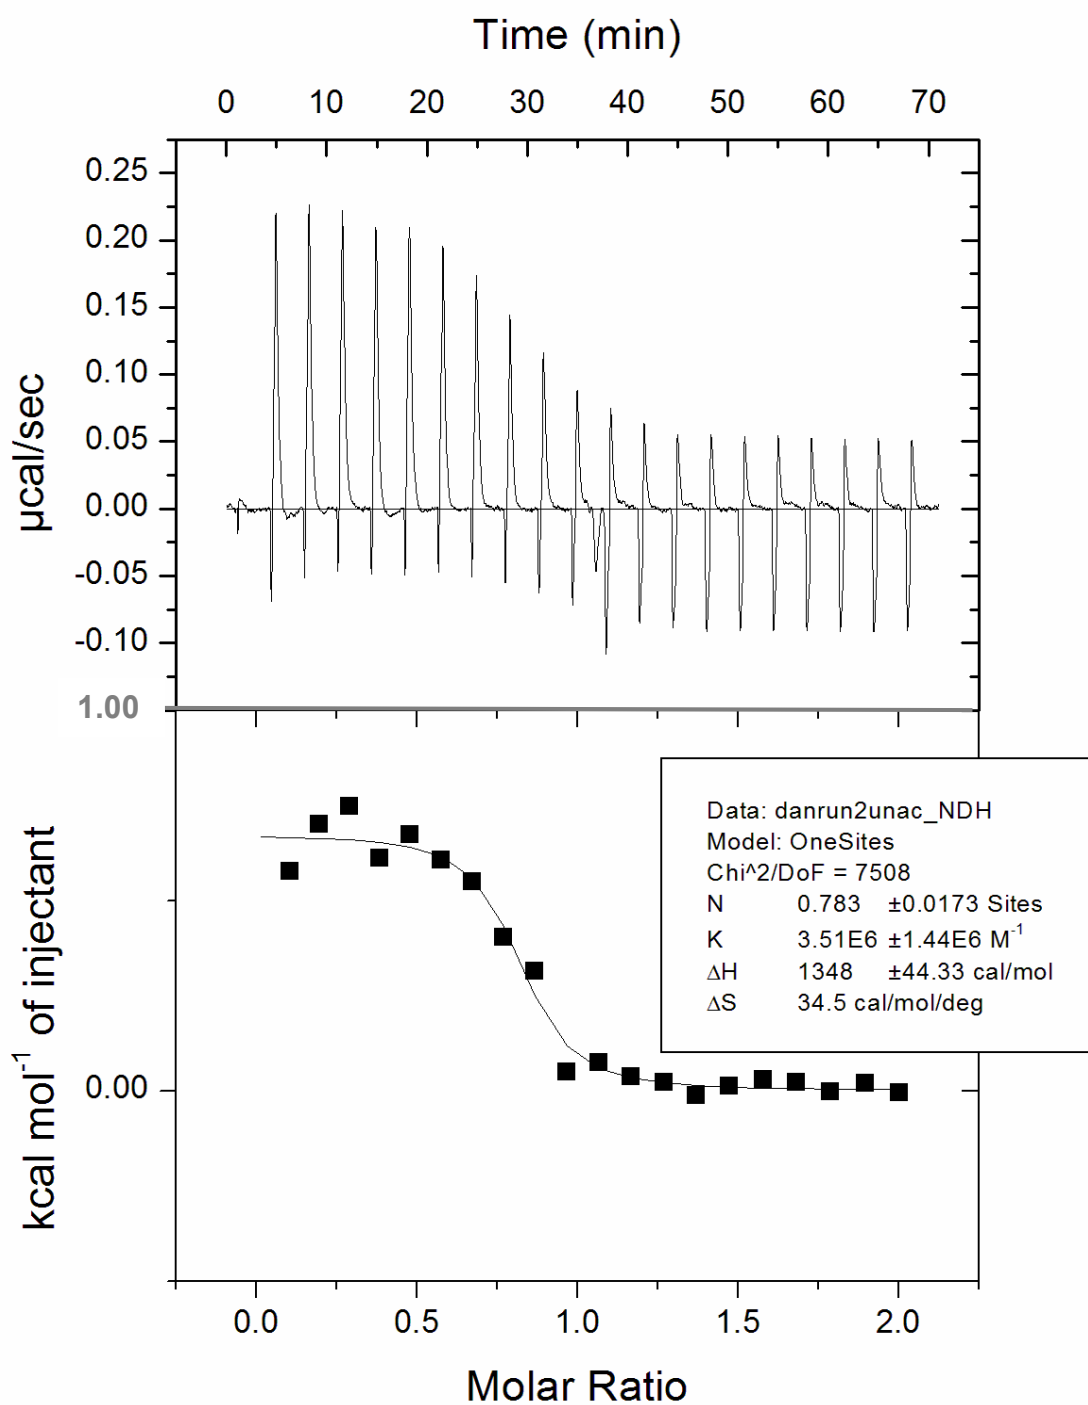 Time (min)
0 10 20 30 40 50 60 70
0.25
0.20
0.15
0.10
0.05
0.00
-0.05
-0.10
µcal/sec
1.00
0.00
kcal mol⁻¹ of injectant
Data: danrun2unac_NDH
Model: OneSites
Chi^2/DoF = 7508
N 0.783 ±0.0173 Sites
K 3.51E6 ±1.44E6 M⁻¹
ΔH 1348 ±44.33 cal/mol
ΔS 34.5 cal/mol/deg
0.0 0.5 1.0 1.5 2.0
Molar Ratio